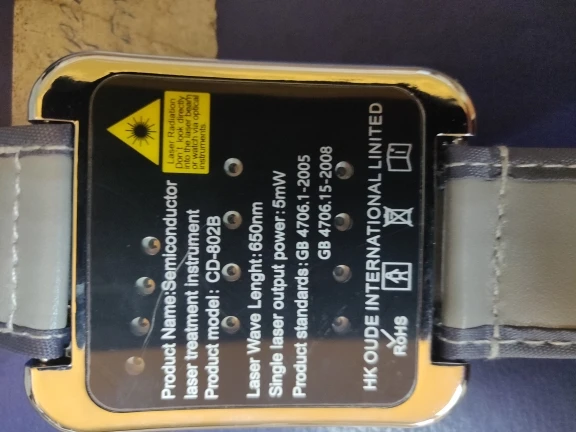 Laser Radiation
Don't look directly
into the laser beam
or watch via optical
instruments
Product Name:Semiconductor
laser treatment instrument
Product model: CD-802B
Laser Wave Lenght:650nm
Single laser output power:5mW
Product standards:GB 4706.1-2005
GB 4706.15-2008
HK OUDE INTERNATIONAL LIMITED
RoHS